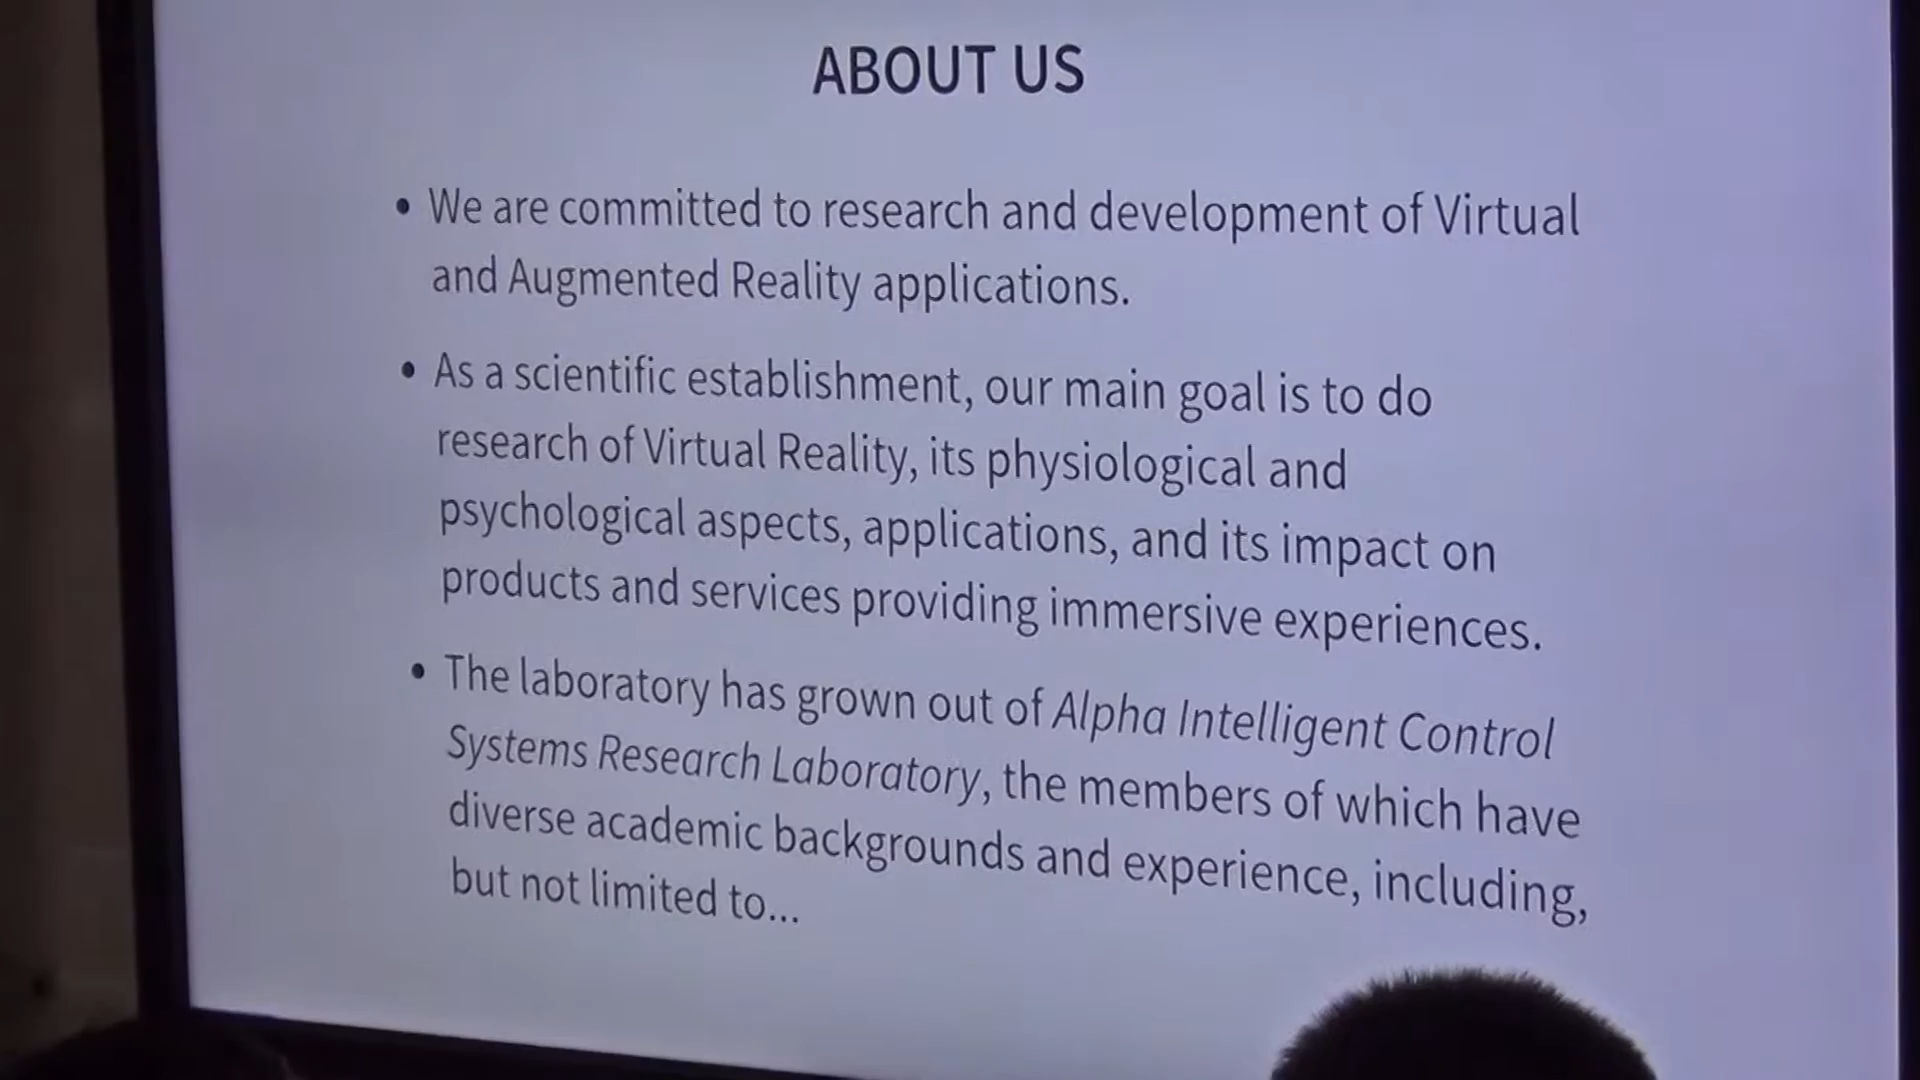 ABOUT US
• We are committed to research and development of Virtual
and Augmented Reality applications.
• As a scientific establishment, our main goal is to do
research of Virtual Reality, its physiological and
psychological aspects, applications, and its impact on
products and services providing immersive experiences.
• The laboratory has grown out of Alpha Intelligent Control
Systems Research Laboratory, the members of which have
diverse academic backgrounds and experience, including,
but not limited to...